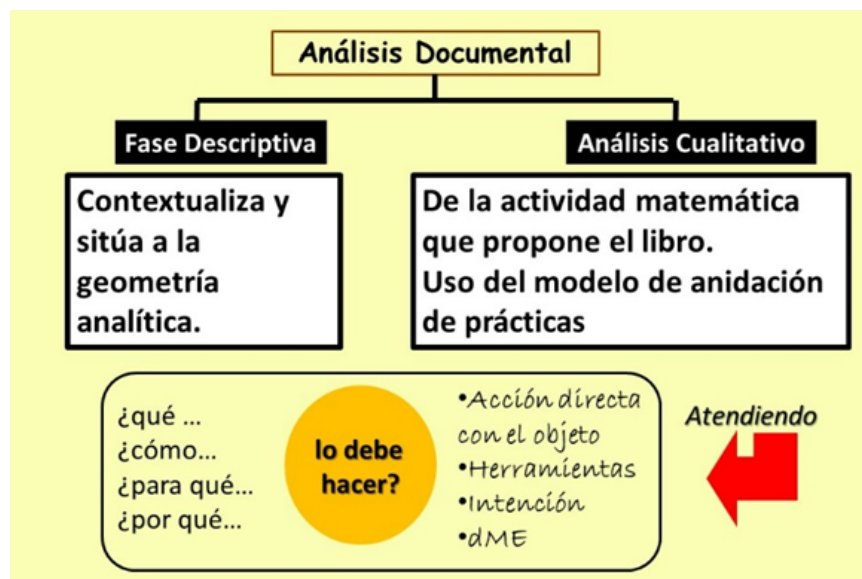 Análisis Documental
Fase Descriptiva
Análisis Cualitativo
Contextualiza y
sitúa a la
geometría
analítica.
De la actividad matemática
que propone el libro.
Uso del modelo de anidación
de prácticas
¿qué ...
¿cómo...
¿para qué...
¿por qué...
lo debe
hacer?
•Acción directa
con el objeto
•Herramientas
•Intención
•dME
Atendiendo